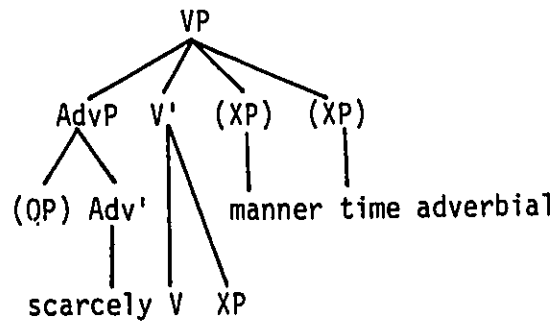 VP
AdvP V' (XP) (XP)
(QP) Adv' manner time adverbial
scarcely V XP